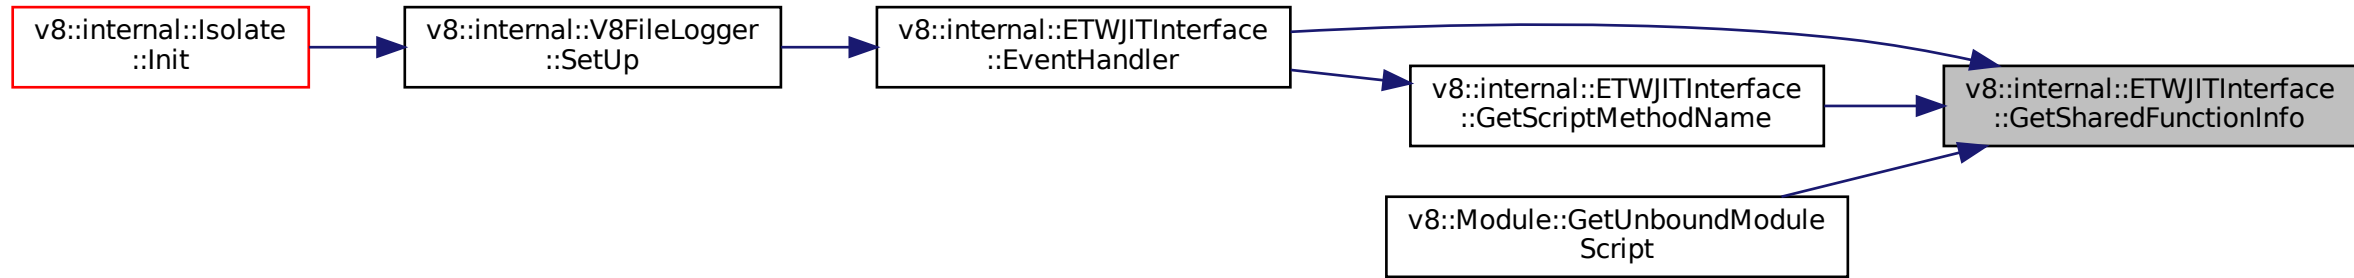 v8::internal::Isolate
::Init
v8::internal::V8FileLogger
::SetUp
v8::internal::ETWJITInterface
::EventHandler
v8::internal::ETWJITInterface
::GetScriptMethodName
v8::internal::ETWJITInterface
::GetSharedFunctionInfo
v8::Module::GetUnboundModule
Script